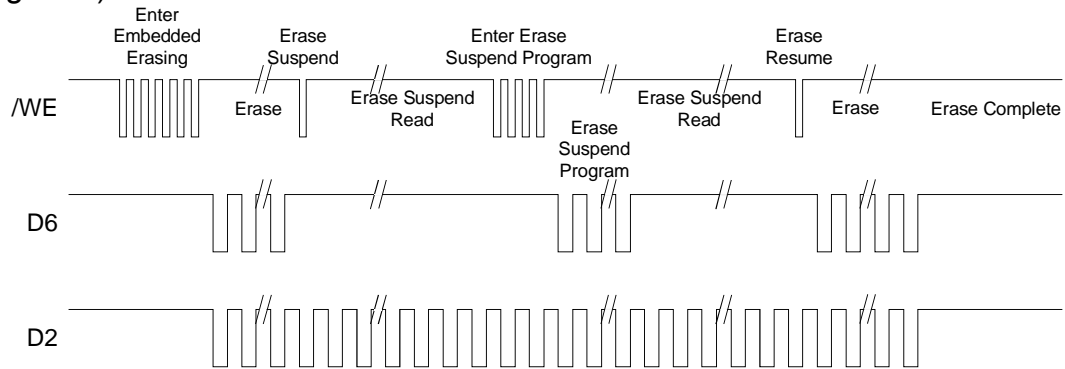 Enter
Embedded
Erasing
Erase
Suspend
Enter Erase
Suspend Program
Erase
Resume
/WE
Erase
Erase Suspend
Read
Erase
Suspend
Program
Erase Suspend
Read
Erase
Erase Complete
D6
D2